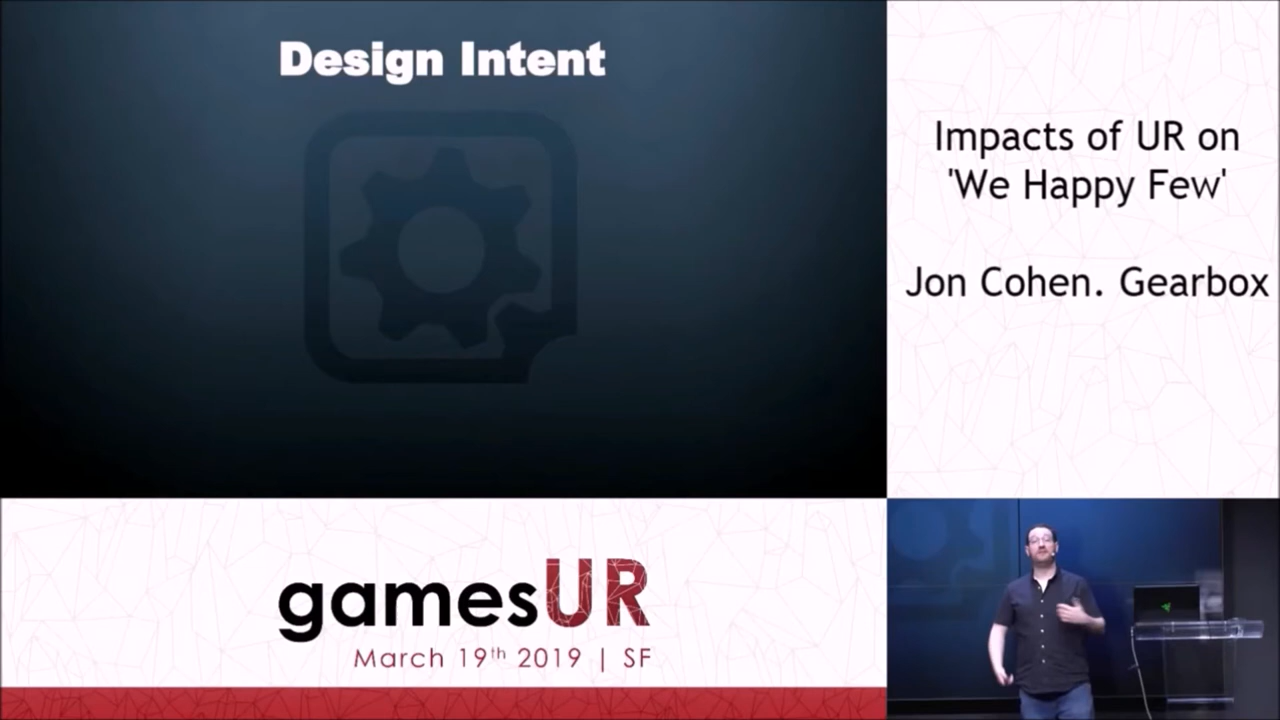 Design Intent
Impacts of UR on
'We Happy Few'
Jon Cohen. Gearbox
gamesUR
March 19th 2019 | SF